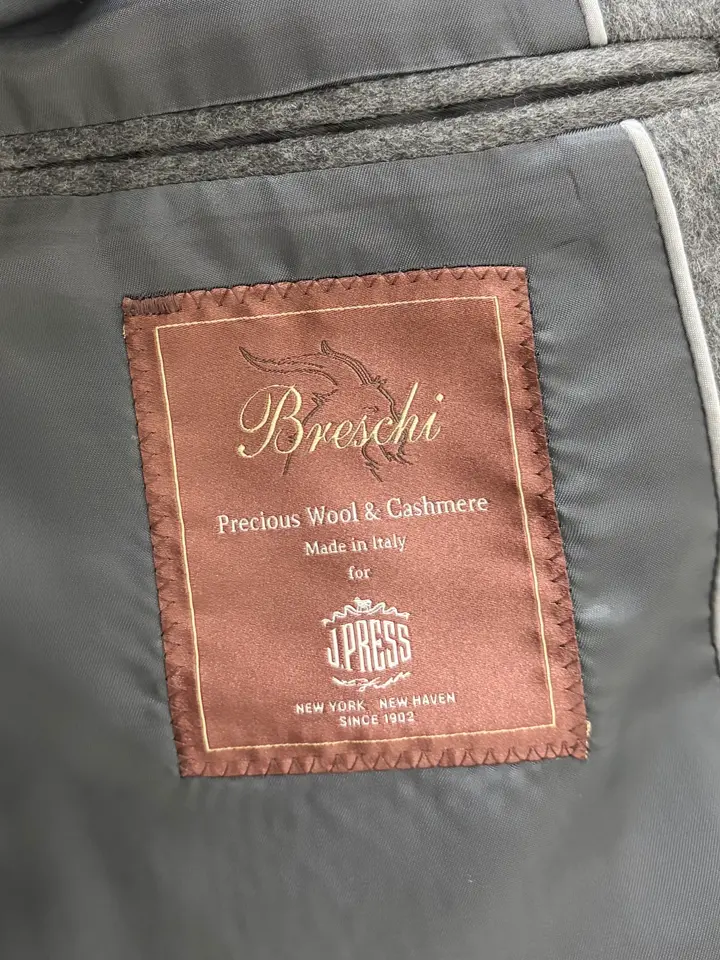 Breschi
Precious Wool & Cashmere
Made in Italy
for
J.PRESS
NEW YORK NEW HAVEN
SINCE 1902